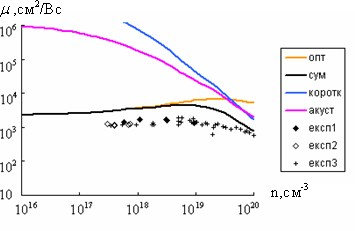 μ,см²/Вс
10⁶
10⁵
10⁴
10³
10²
10
10¹⁶ 10¹⁷ 10¹⁸ 10¹⁹ 10²⁰
n,см⁻³
опт
сум
коротк
акуст
експ1
експ2
експ3